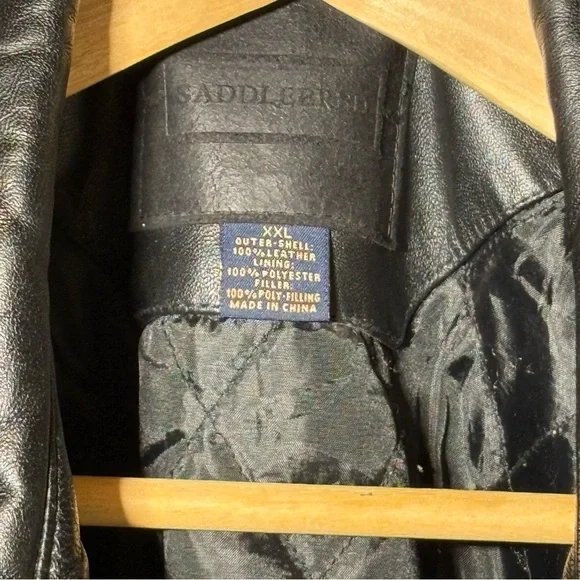 SADDLEBRED
XXL
OUTER-SHELL:
100% LEATHER
LINING:
100% POLYESTER
FILLER:
100% POLY-FILLING
MADE IN CHINA